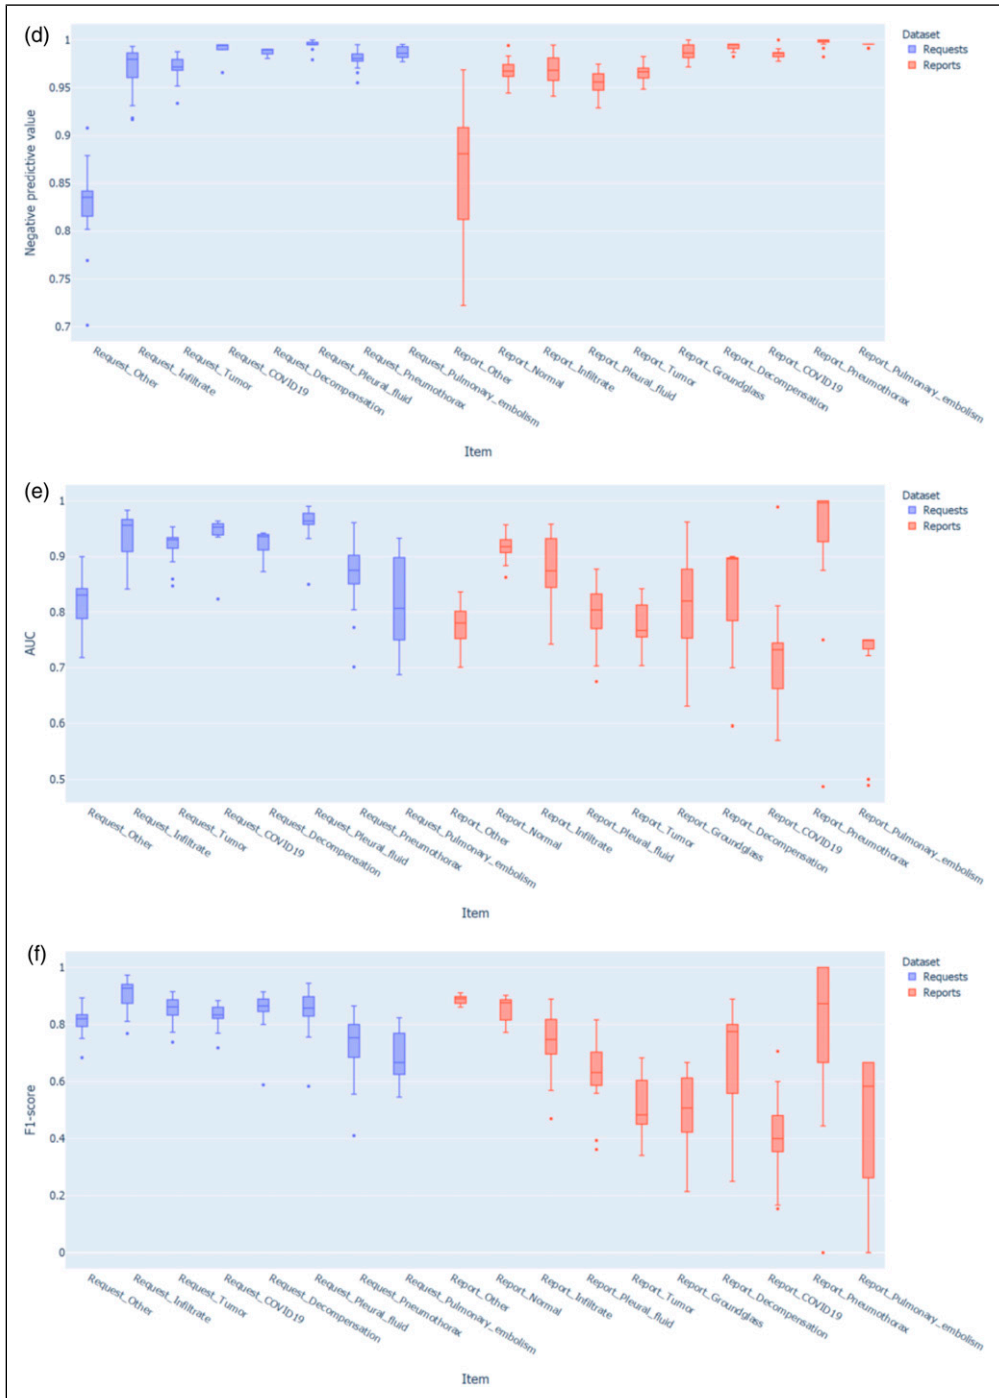 (d)
Dataset
Requests
Reports
Negative predictive value
1
0.975
0.95
0.9
0.85
0.8
0.75
0.7
Request_Other
Request_Infiltrate
Request_Tumor
Request_COVID19
Request_Decompensation
Request_Pleural_fluid
Request_Pneumothorax
Request_Pulmonary_embolism
Report_Other
Report_Normal
Report_Infiltrate
Report_Pleural_fluid
Report_Tumor
Report_Groundglass
Report_Decompensation
Report_COVID19
Report_Pneumothorax
Report_Pulmonary_embolism
Item
(e)
Dataset
Requests
Reports
AUC
1
0.9
0.8
0.7
0.6
0.5
Request_Other
Request_Infiltrate
Request_Tumor
Request_COVID19
Request_Decompensation
Request_Pleural_fluid
Request_Pneumothorax
Request_Pulmonary_embolism
Report_Other
Report_Normal
Report_Infiltrate
Report_Pleural_fluid
Report_Tumor
Report_Groundglass
Report_Decompensation
Report_COVID19
Report_Pneumothorax
Report_Pulmonary_embolism
Item
(f)
Dataset
Requests
Reports
F1-score
1
0.8
0.6
0.4
0.2
0
Request_Other
Request_Infiltrate
Request_Tumor
Request_COVID19
Request_Decompensation
Request_Pleural_fluid
Request_Pneumothorax
Request_Pulmonary_embolism
Report_Other
Report_Normal
Report_Infiltrate
Report_Pleural_fluid
Report_Tumor
Report_Groundglass
Report_Decompensation
Report_COVID19
Report_Pneumothorax
Report_Pulmonary_embolism
Item